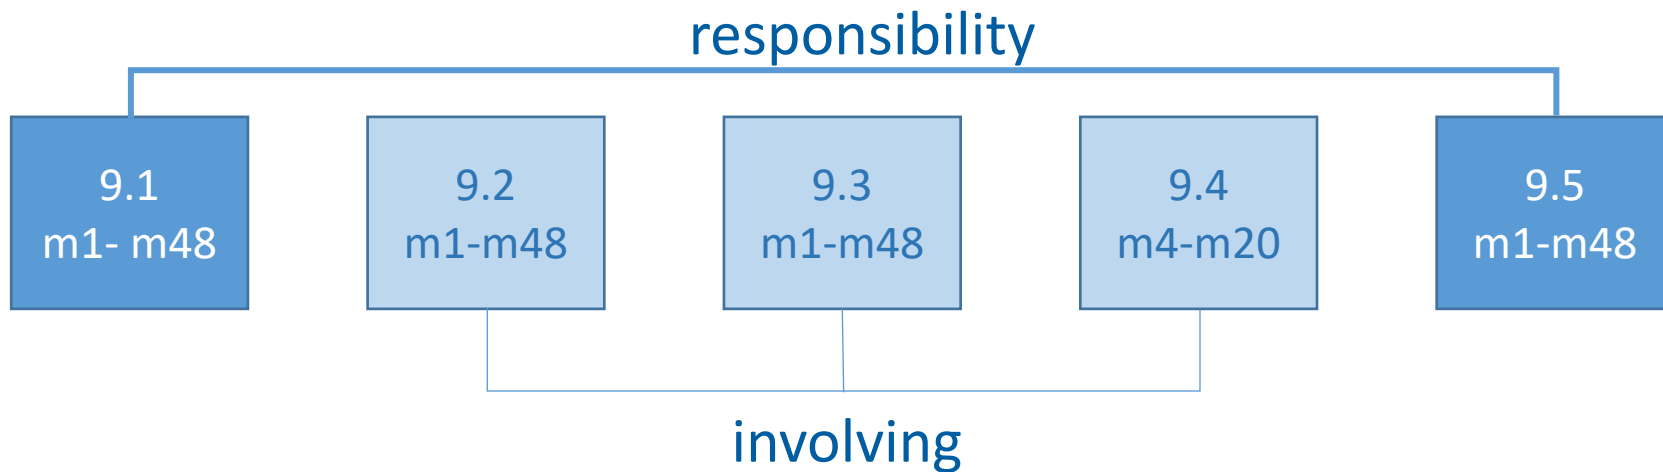 responsibility
9.1
m1- m48
9.2
m1-m48
9.3
m1-m48
9.4
m4-m20
9.5
m1-m48
involving